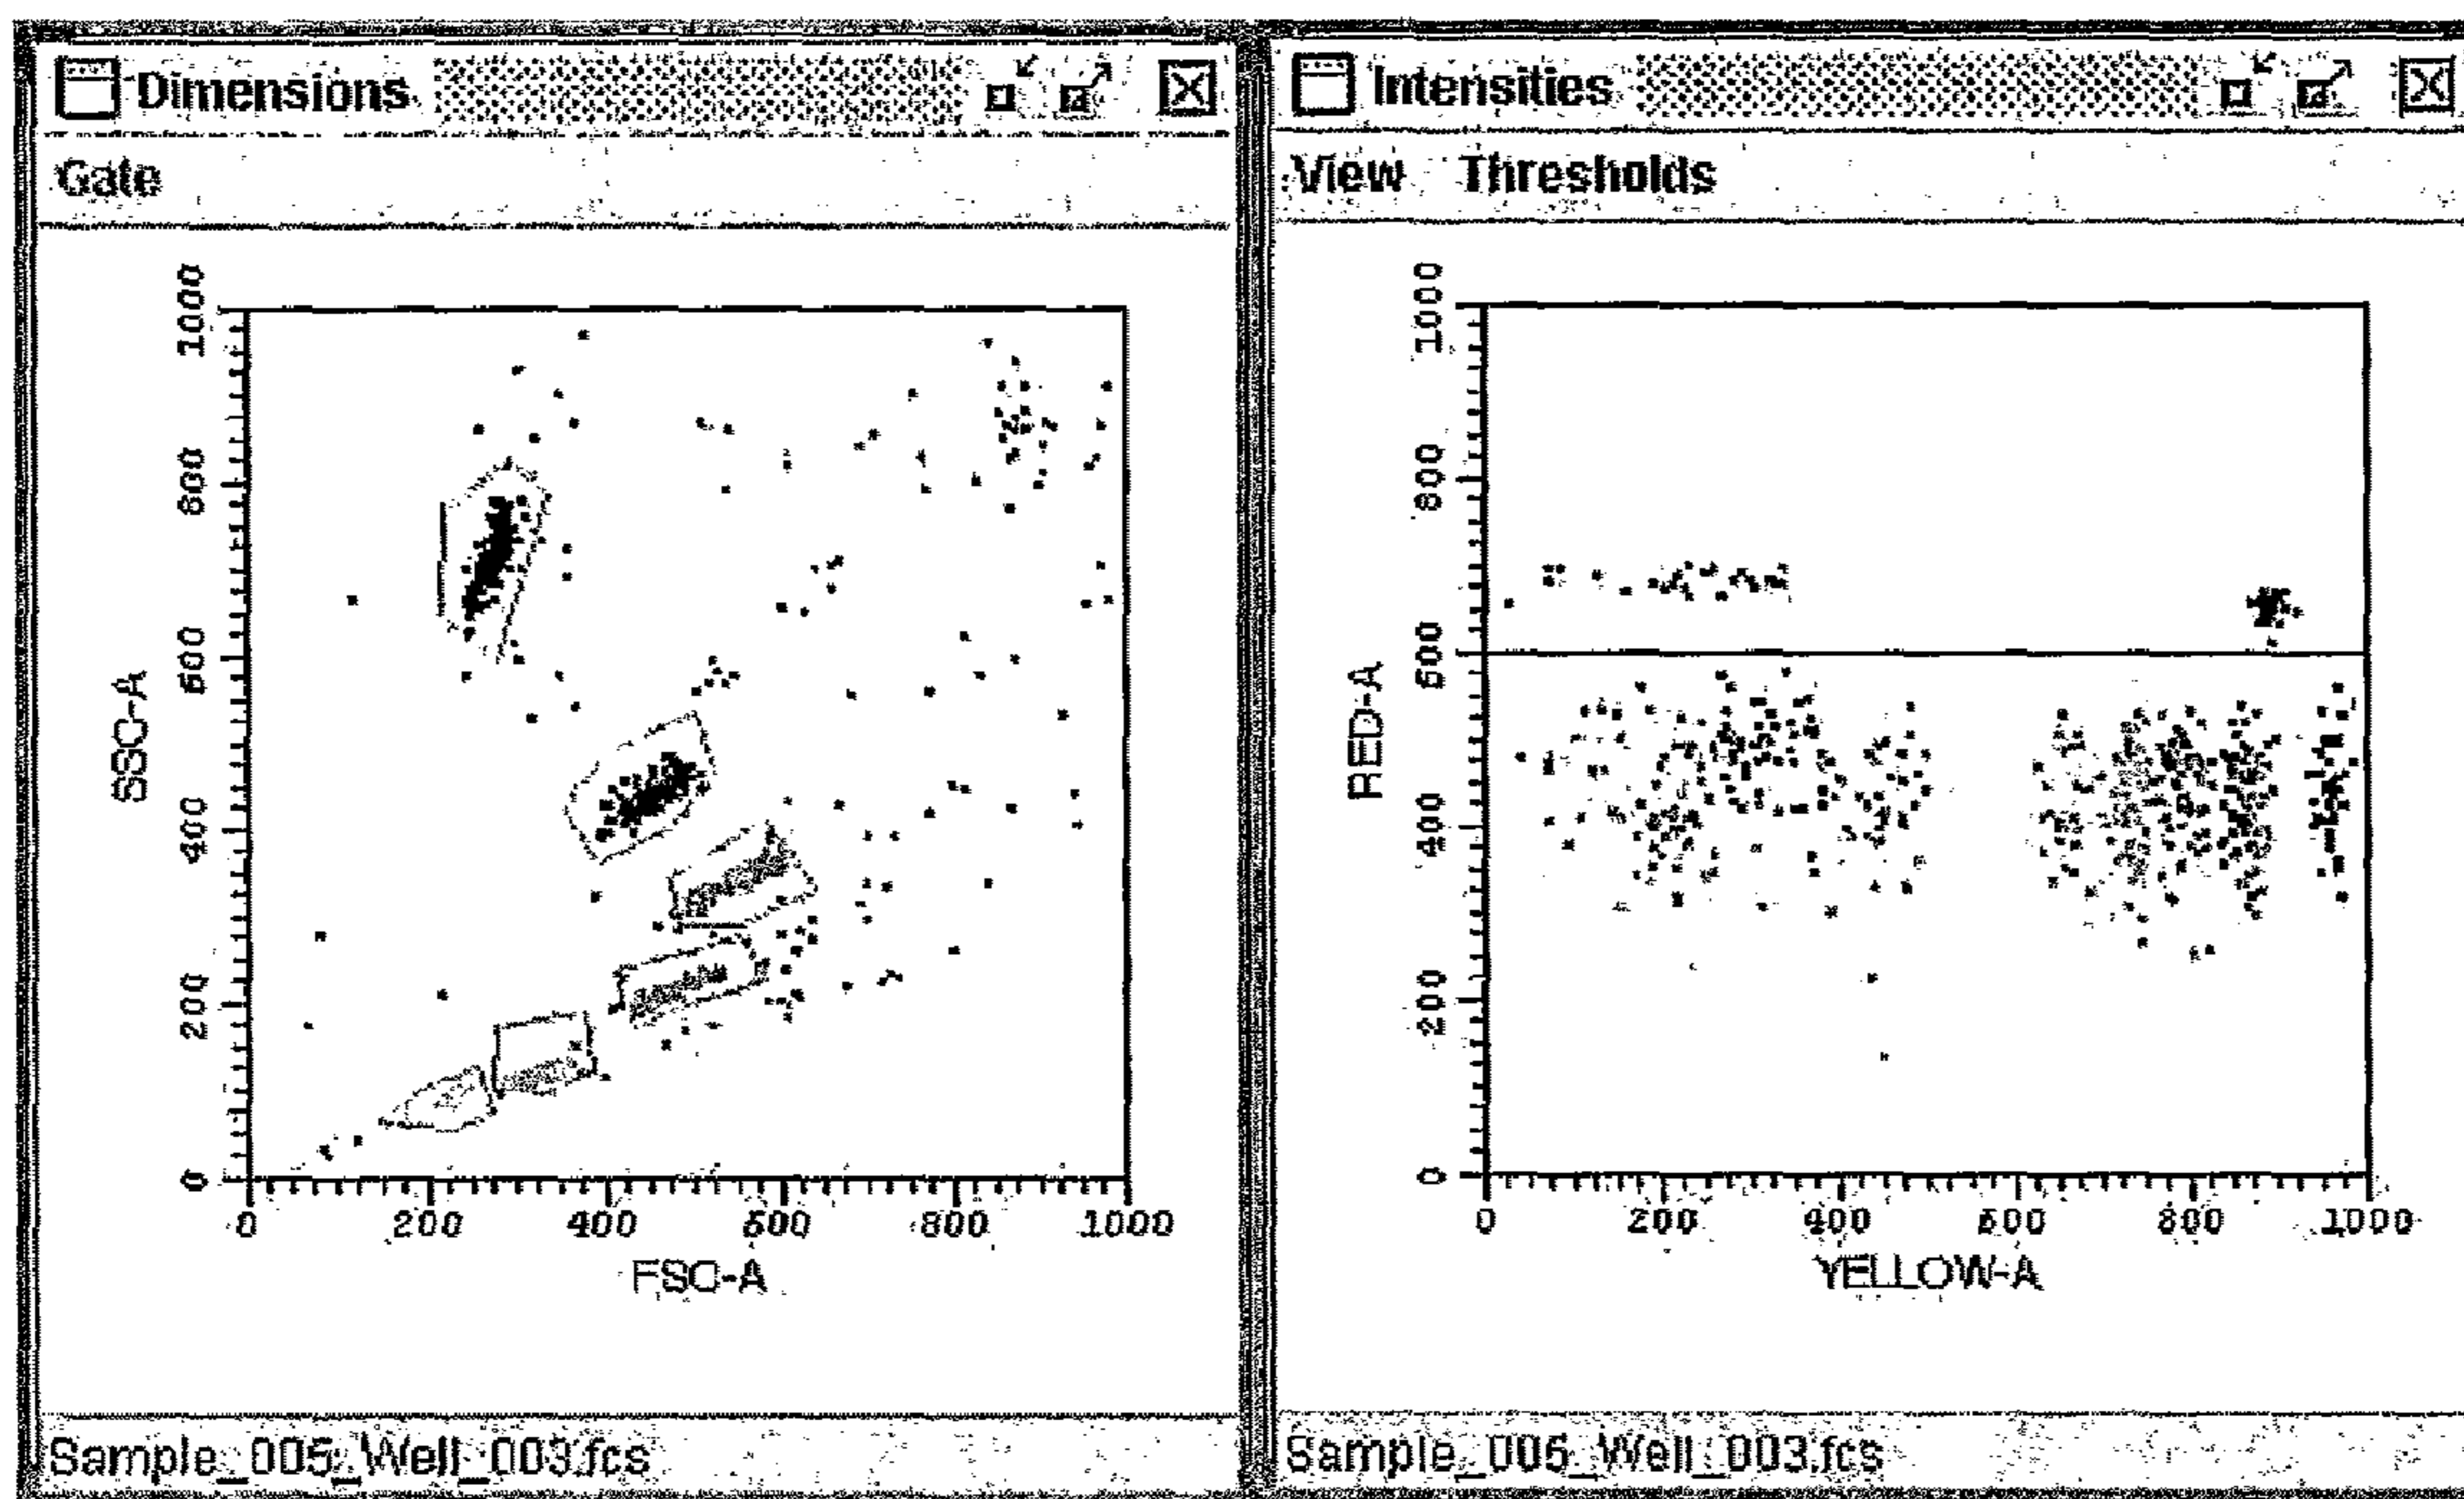 Dimensions
Gate
1000
800
600
400
200
0
SSC-A
0 200 400 600 800 1000
FSC-A
Sample_005_Well_003.fcs
Intensities
View Thresholds
1000
800
600
400
200
0
RED-A
0 200 400 600 800 1000
YELLOW-A
Sample_005_Well_003.fcs